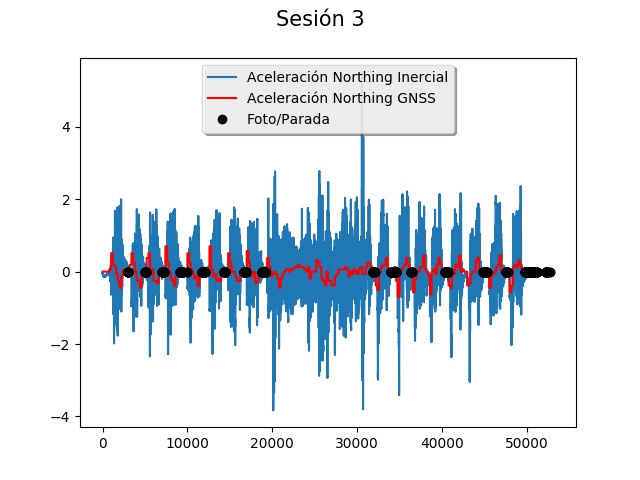 Sesión 3
Aceleración Northing Inercial
Aceleración Northing GNSS
Foto/Parada
4
2
0
−2
−4
0 10000 20000 30000 40000 50000